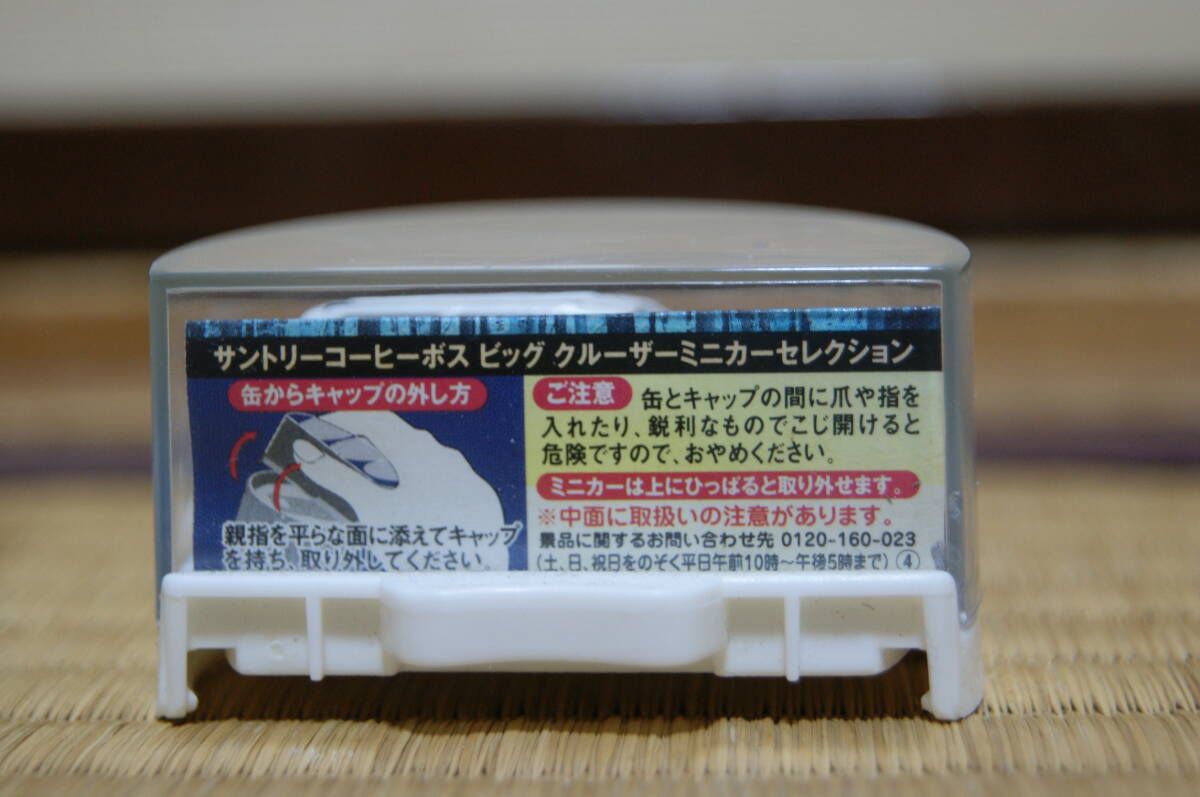 サントリーコーヒーボス ビッグ クルーザーミニカーセレクション
缶からキャップの外し方
親指を平らな面に添えてキャップ
を持ち、取り外してください。
ご注意 缶とキャップの間に爪や指を
入れたり、鋭利なものでこじ開けると
危険ですので、おやめください。
ミニカーは上にひっぱると取り外せます。
※中面に取扱いの注意があります。
景品に関するお問い合わせ先 0120-160-023
(土、日、祝日をのぞく平日午前10時〜午後5時まで) ④